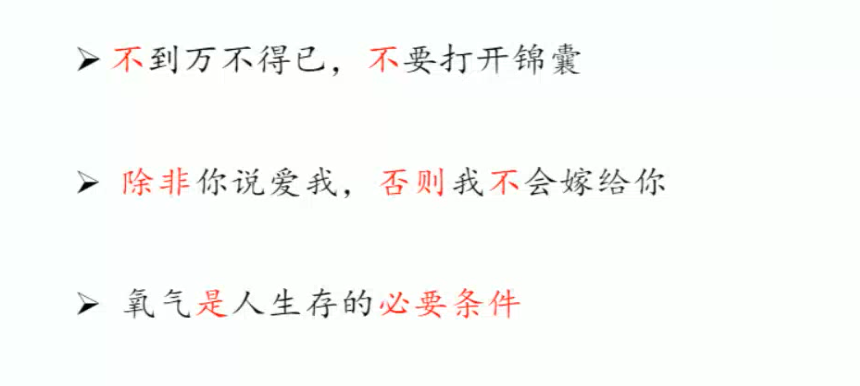 ➢ 不到万不得已，不要打开锦囊
➢ 除非你说爱我，否则我不会嫁给你
➢ 氧气是人生存的必要条件